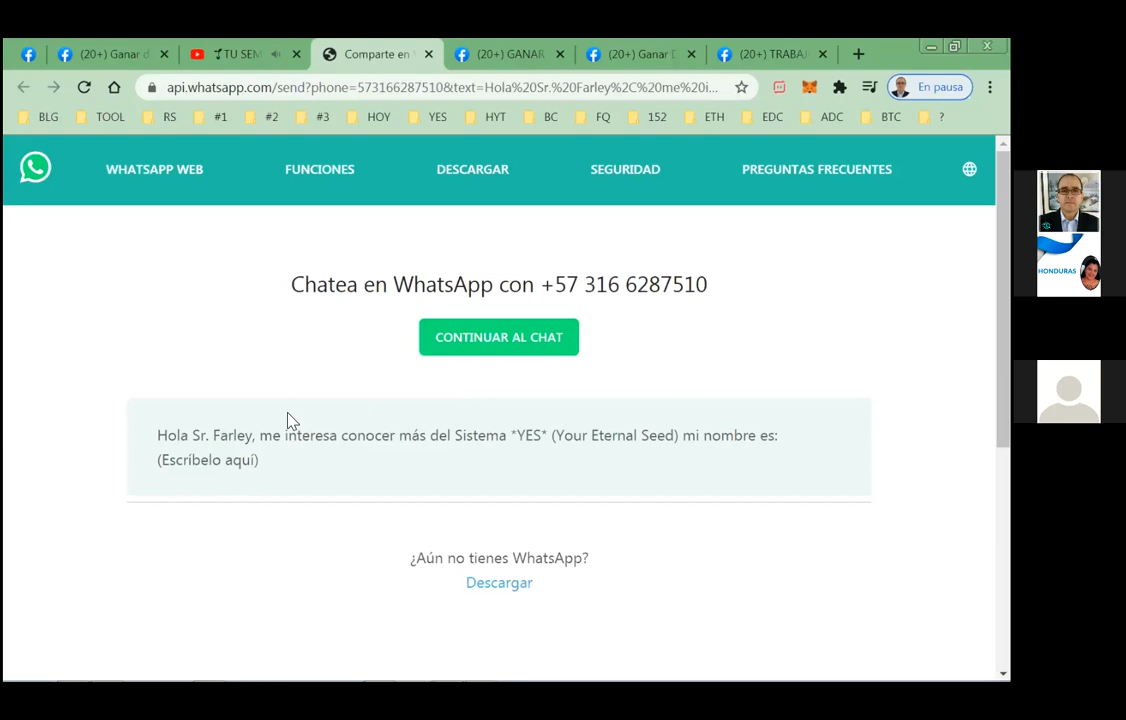 (20+) Ganar d
TU SEM
Comparte en
(20+) GANAR
(20+) Ganar D
(20+) TRABAJ
api.whatsapp.com/send?phone=573166287510&text=Hola%20Sr.%20Farley%2C%20me%20i...
En pausa
BLG TOOL RS #1 #2 #3 HOY YES HYT BC FQ 152 ETH EDC ADC BTC ?
WHATSAPP WEB FUNCIONES DESCARGAR SEGURIDAD PREGUNTAS FRECUENTES
HONDURAS
Chatea en WhatsApp con +57 316 6287510
CONTINUAR AL CHAT
Hola Sr. Farley, me interesa conocer más del Sistema *YES* (Your Eternal Seed) mi nombre es:
(Escríbelo aquí)
¿Aún no tienes WhatsApp?
Descargar